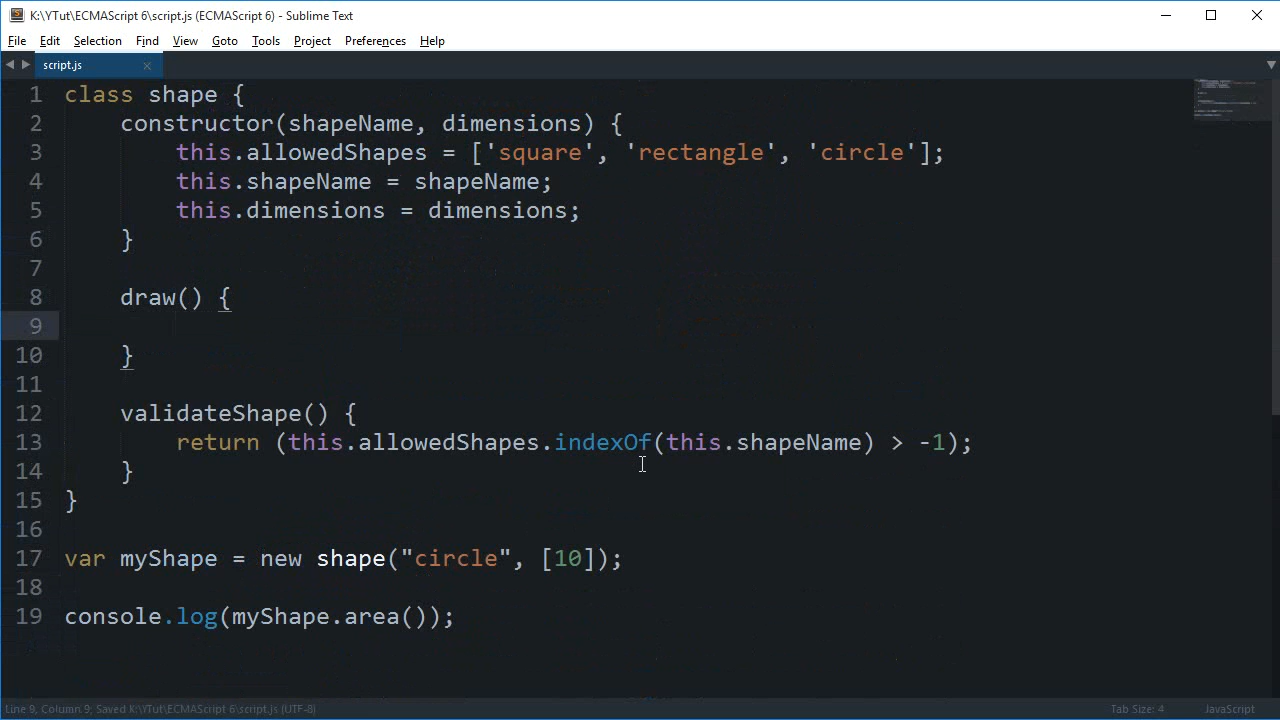 K:\YTut\ECMAScript 6\script.js (ECMAScript 6) - Sublime Text
File Edit Selection Find View Goto Tools Project Preferences Help
script.js
1 class shape {
2 constructor(shapeName, dimensions) {
3 this.allowedShapes = ['square', 'rectangle', 'circle'];
4 this.shapeName = shapeName;
5 this.dimensions = dimensions;
6 }
7
8 draw() {
9
10 }
11
12 validateShape() {
13 return (this.allowedShapes.indexOf(this.shapeName) > -1);
14 }
15 }
16
17 var myShape = new shape("circle", [10]);
18
19 console.log(myShape.area());
Line 9, Column 9; Saved K:\YTut\ECMAScript 6\script.js (UTF-8) Tab Size: 4 JavaScript